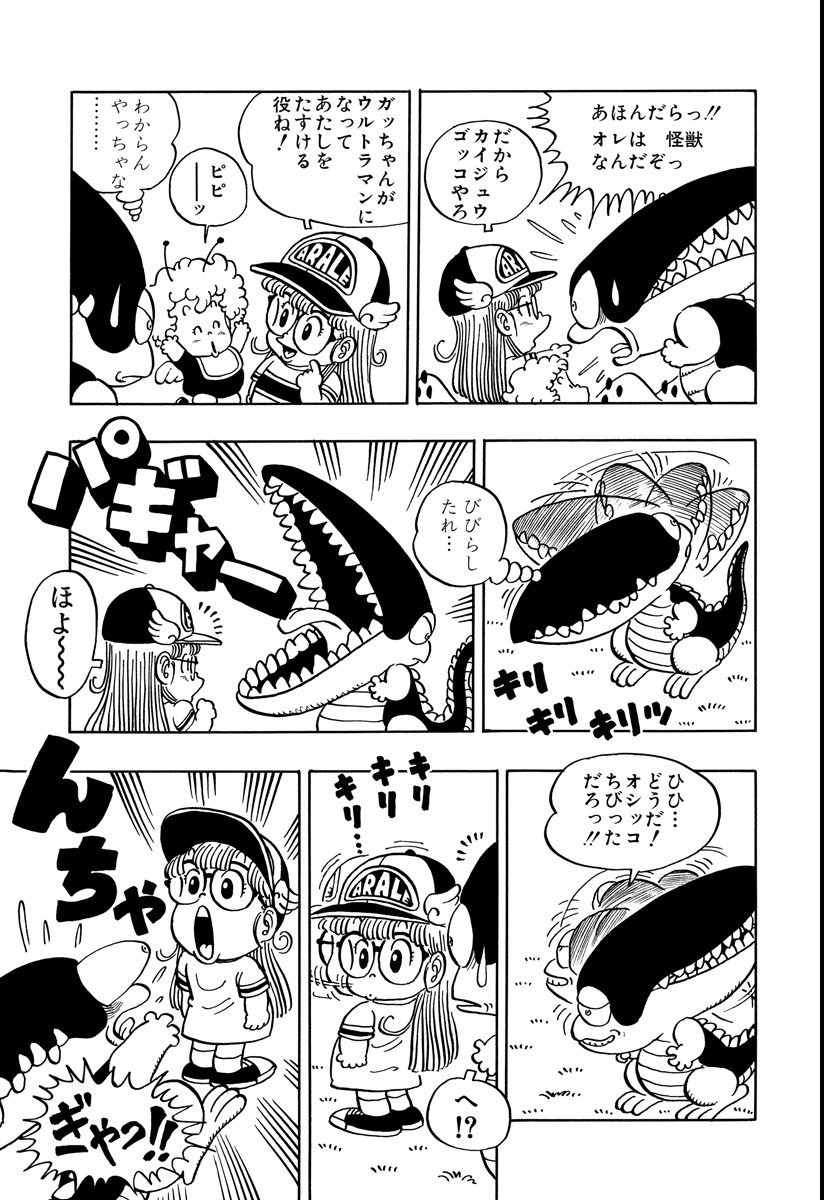 あほんだらっ!!
オレは 怪獣
なんだぞっ
だから
カイジュウ
ゴッコやろ
ARALE
ガッちゃんが
ウルトラマンに
なって
あたしを
たすける
役ね!
ARALE
ピピ
――ッ
わからん
やっちゃな
………
びびらし
たれ…
キリ
キリ
キリッ
パギャー
ほよ～～～
ひひ…
どうだ!
オシッコ
ちびった
だろっ!!
キリ
キリ
キリ…
ARALE
へ!?
んちゃ
ぎゃっ!!